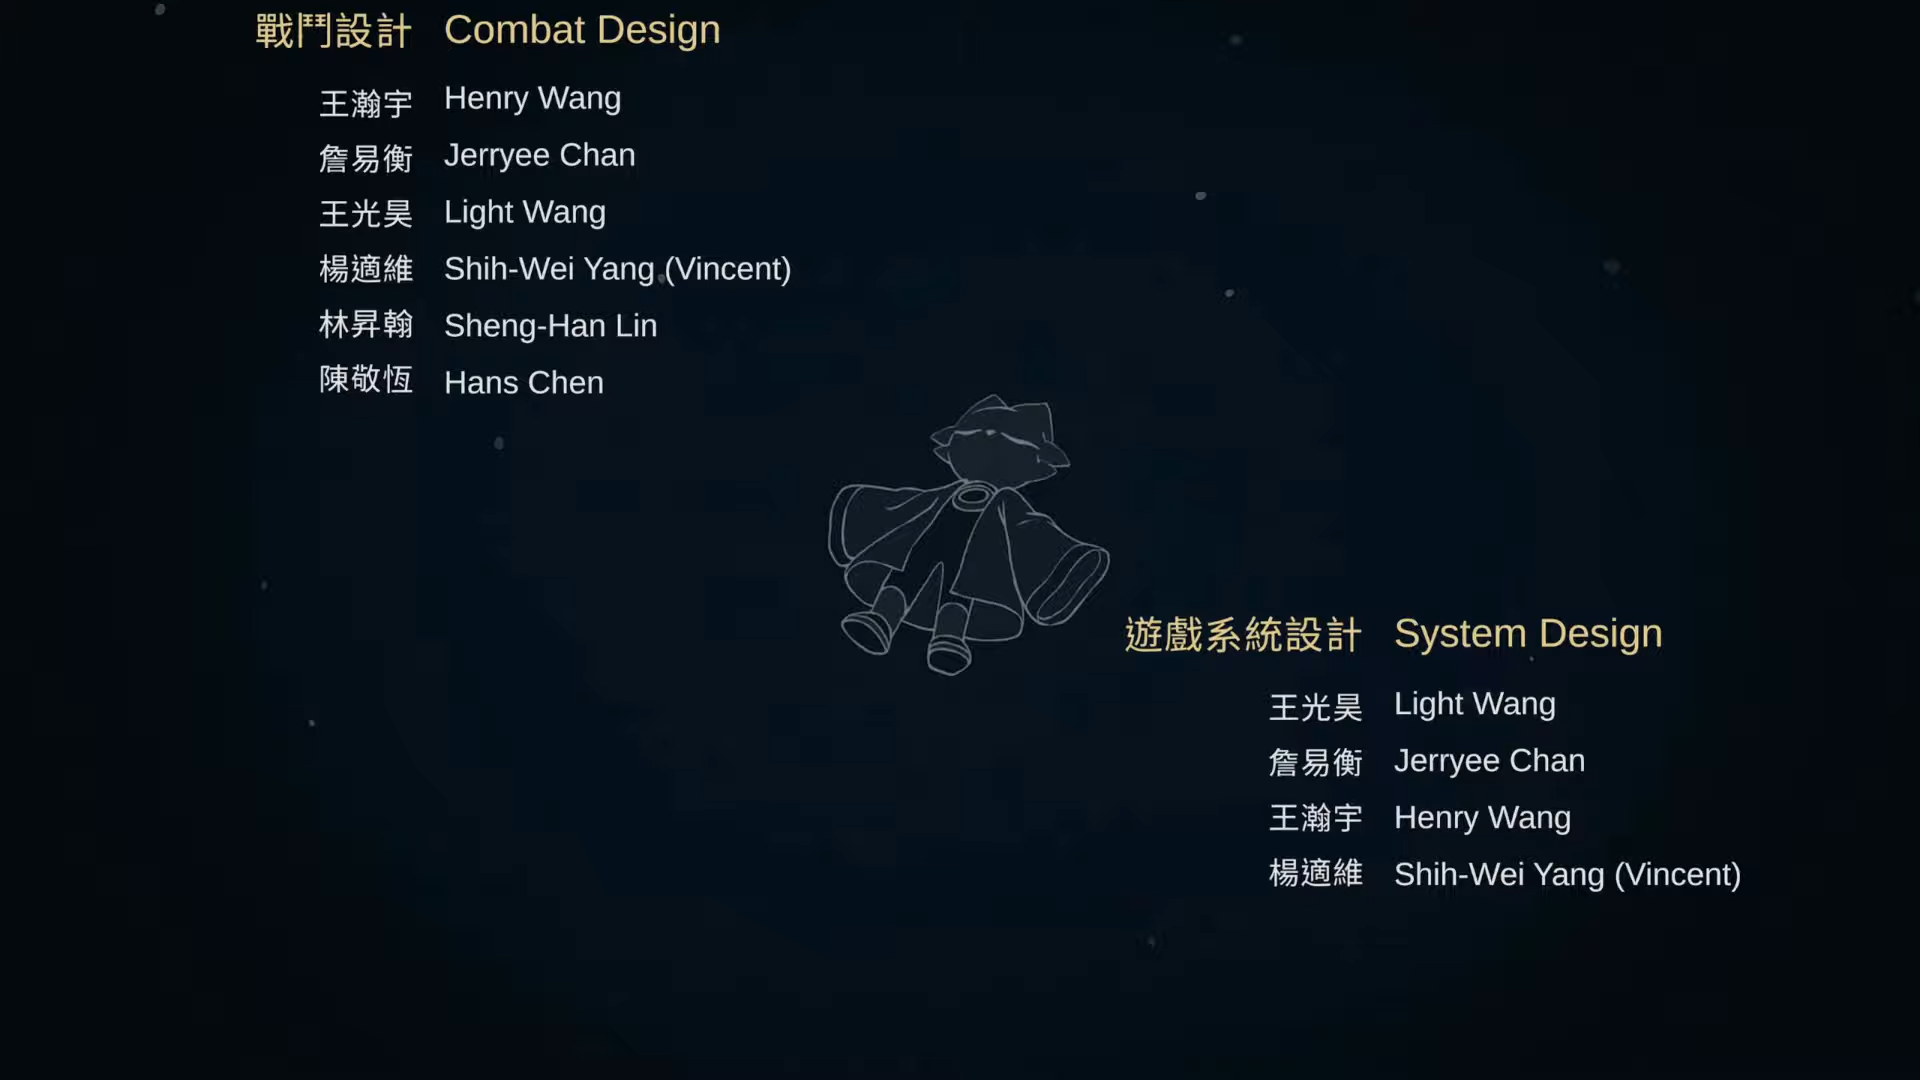 戰鬥設計 Combat Design
王瀚宇 Henry Wang
詹易衡 Jerryee Chan
王光昊 Light Wang
楊適維 Shih-Wei Yang (Vincent)
林昇翰 Sheng-Han Lin
陳敬恆 Hans Chen
遊戲系統設計 System Design
王光昊 Light Wang
詹易衡 Jerryee Chan
王瀚宇 Henry Wang
楊適維 Shih-Wei Yang (Vincent)